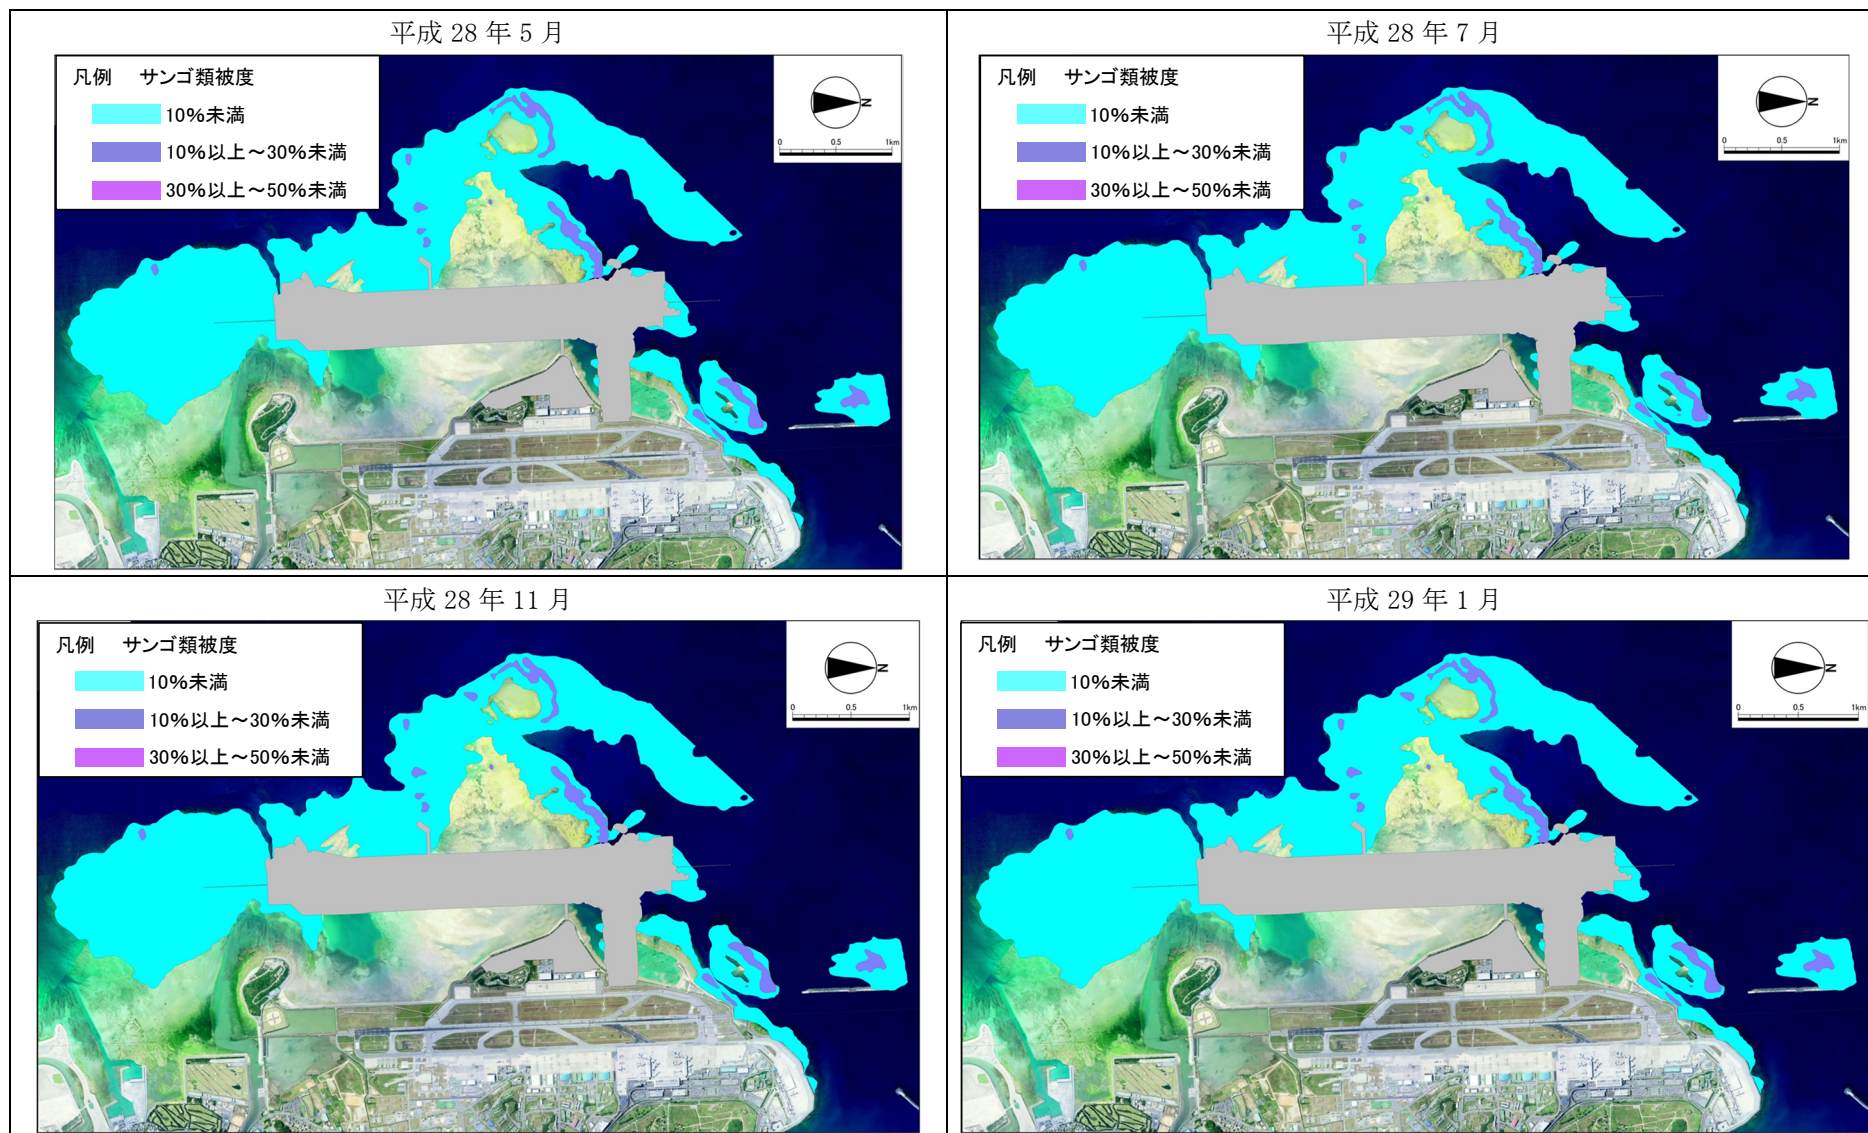 平成 28 年 5 月
凡例 サンゴ類被度
10%未満
10%以上～30%未満
30%以上～50%未満
N
0 0.5 1km
平成 28 年 7 月
凡例 サンゴ類被度
10%未満
10%以上～30%未満
30%以上～50%未満
N
0 0.5 1km
平成 28 年 11 月
凡例 サンゴ類被度
10%未満
10%以上～30%未満
30%以上～50%未満
N
0 0.5 1km
平成 29 年 1 月
凡例 サンゴ類被度
10%未満
10%以上～30%未満
30%以上～50%未満
N
0 0.5 1km